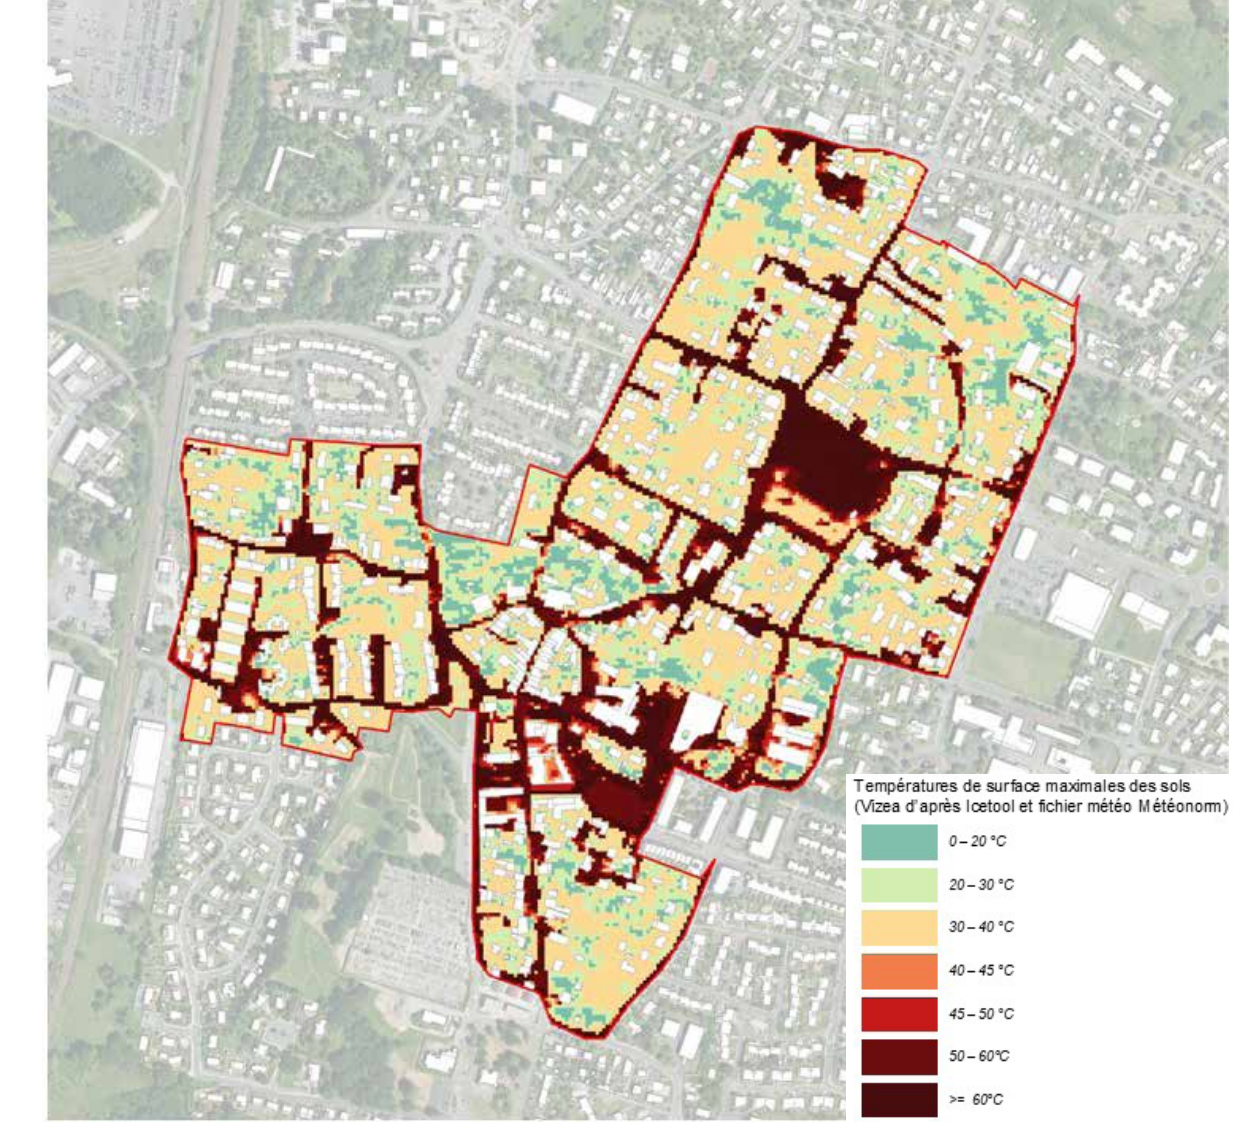 Températures de surface maximales des sols
(Vizea d'après Icetool et fichier météo Météonorm)
0 – 20 °C
20 – 30 °C
30 – 40 °C
40 – 45 °C
45 – 50 °C
50 – 60°C
>= 60°C